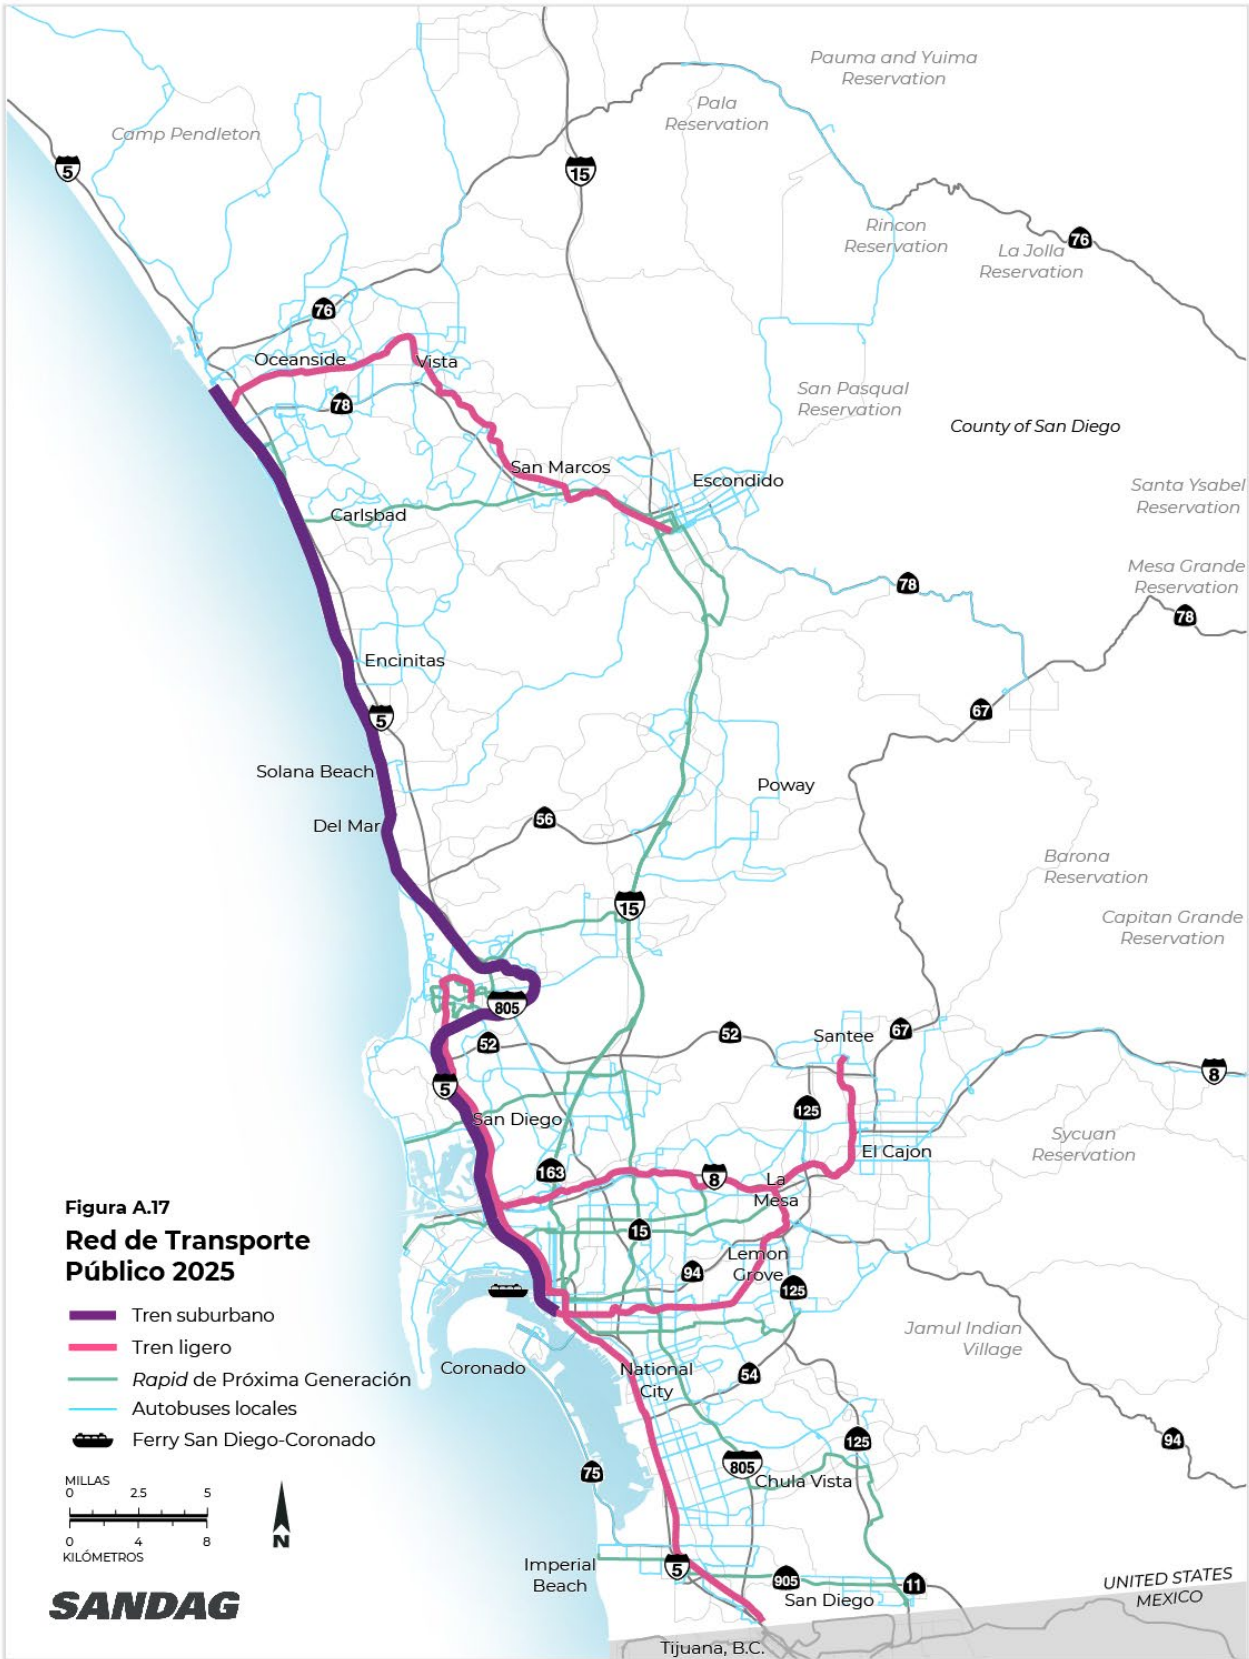 Pauma and Yuima
Reservation
Pala
Reservation
Camp Pendleton
5
15
Rincon
Reservation
La Jolla
Reservation
76
76
Oceanside
Vista
78
San Pasqual
Reservation
County of San Diego
San Marcos
Escondido
Santa Ysabel
Reservation
Carlsbad
Mesa Grande
Reservation
78
78
Encinitas
5
67
Solana Beach
Poway
Del Mar
56
Barona
Reservation
15
Capitan Grande
Reservation
805
52
52
Santee
67
5
8
San Diego
125
Sycuan
Reservation
El Cajon
163
8
La
Mesa
15
Lemon
Grove
94
125
Jamul Indian
Village
Coronado
National
City
54
125
94
805
75
Chula Vista
Imperial
Beach
5
905
11
San Diego
UNITED STATES
MEXICO
Tijuana, B.C.
Figura A.17
Red de Transporte
Público 2025
Tren suburbano
Tren ligero
Rapid de Próxima Generación
Autobuses locales
Ferry San Diego-Coronado
MILLAS
0 2.5 5
0 4 8
KILÓMETROS
N
SANDAG